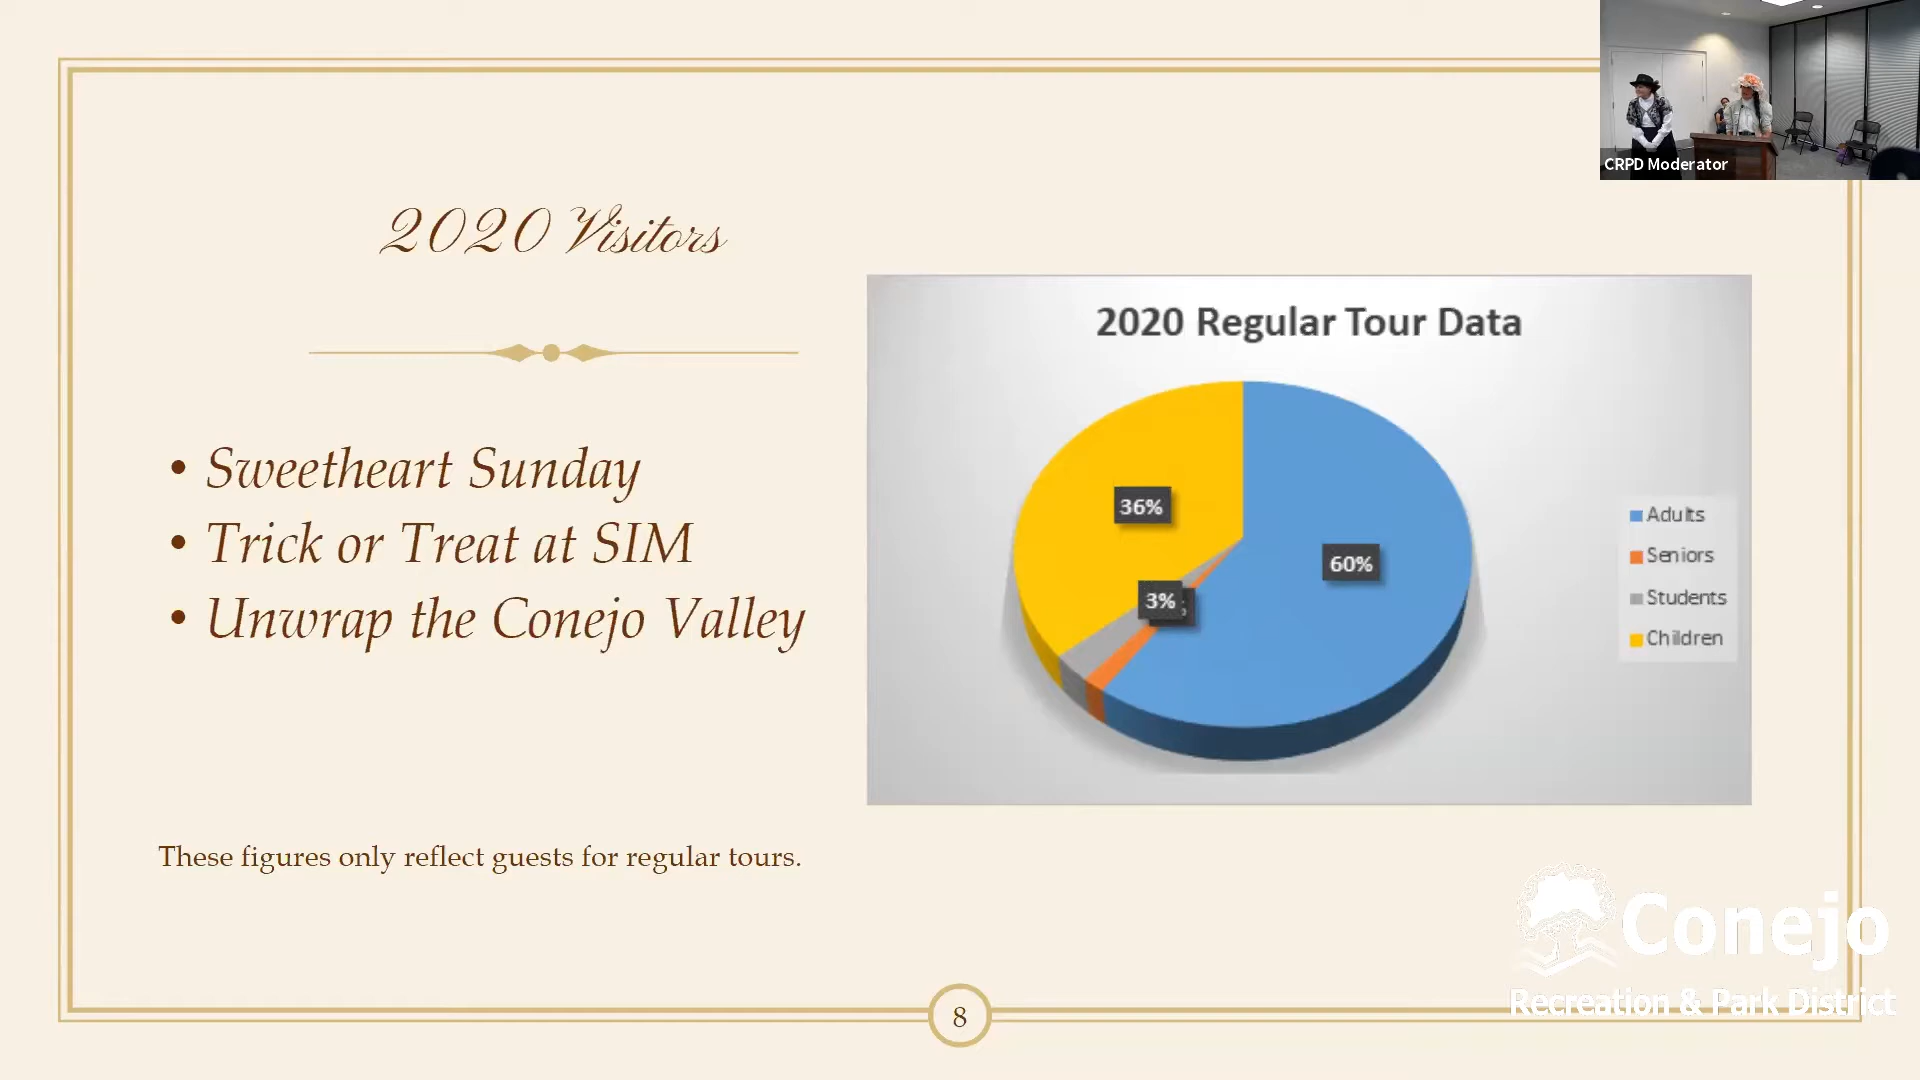 CRPD Moderator
2020 Visitors
• Sweetheart Sunday
• Trick or Treat at SIM
• Unwrap the Conejo Valley
These figures only reflect guests for regular tours.
2020 Regular Tour Data
36%
60%
3%
Adults
Seniors
Students
Children
Conejo
Recreation & Park District
8